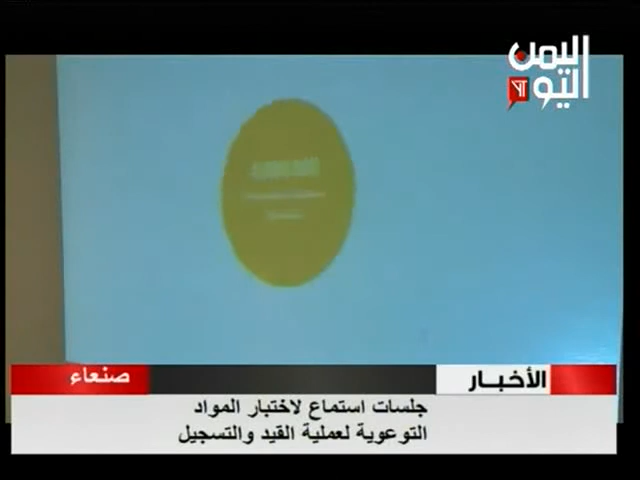 اليمن
اليوم
الأخبار
صنعاء
جلسات استماع لاختبار المواد
التوعوية لعملية القيد والتسجيل